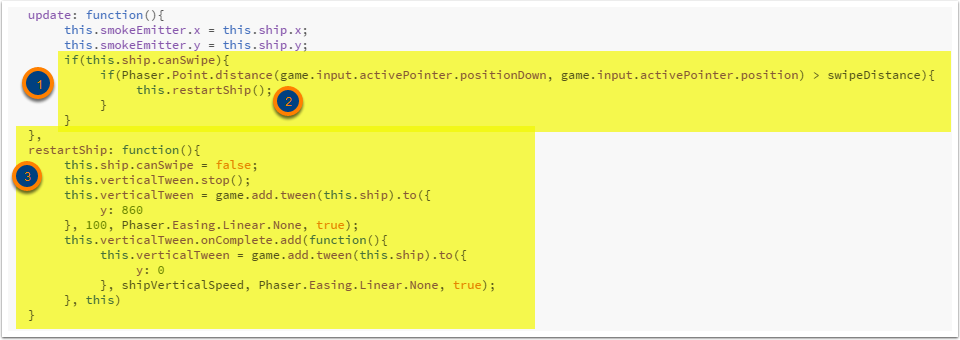 update: function(){
this.smokeEmitter.x = this.ship.x;
this.smokeEmitter.y = this.ship.y;
if(this.ship.canSwipe){
1
if(Phaser.Point.distance(game.input.activePointer.positionDown, game.input.activePointer.position) > swipeDistance){
this.restartShip();
2
}
}
},
restartShip: function(){
3
this.ship.canSwipe = false;
this.verticalTween.stop();
this.verticalTween = game.add.tween(this.ship).to({
y: 860
}, 100, Phaser.Easing.Linear.None, true);
this.verticalTween.onComplete.add(function(){
this.verticalTween = game.add.tween(this.ship).to({
y: 0
}, shipVerticalSpeed, Phaser.Easing.Linear.None, true);
}, this)
}